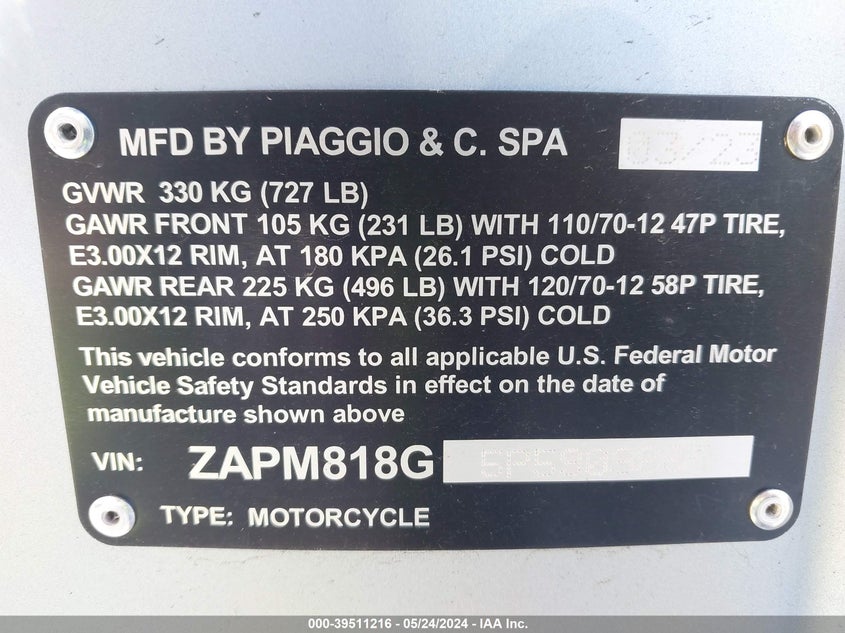 MFD BY PIAGGIO & C. SPA 03/23
GVWR 330 KG (727 LB)
GAWR FRONT 105 KG (231 LB) WITH 110/70-12 47P TIRE,
E3.00X12 RIM, AT 180 KPA (26.1 PSI) COLD
GAWR REAR 225 KG (496 LB) WITH 120/70-12 58P TIRE,
E3.00X12 RIM, AT 250 KPA (36.3 PSI) COLD
This vehicle conforms to all applicable U.S. Federal Motor
Vehicle Safety Standards in effect on the date of
manufacture shown above
VIN: ZAPM818G
TYPE: MOTORCYCLE
000-39511216 - 05/24/2024 - IAA Inc.